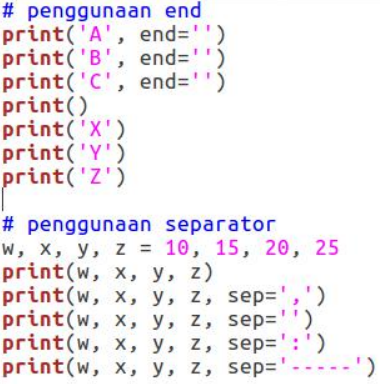 # penggunaan end
print('A', end='')
print('B', end='')
print('C', end='')
print()
print('X')
print('Y')
print('Z')
# penggunaan separator
w, x, y, z = 10, 15, 20, 25
print(w, x, y, z)
print(w, x, y, z, sep=',')
print(w, x, y, z, sep='')
print(w, x, y, z, sep=':')
print(w, x, y, z, sep='-----')